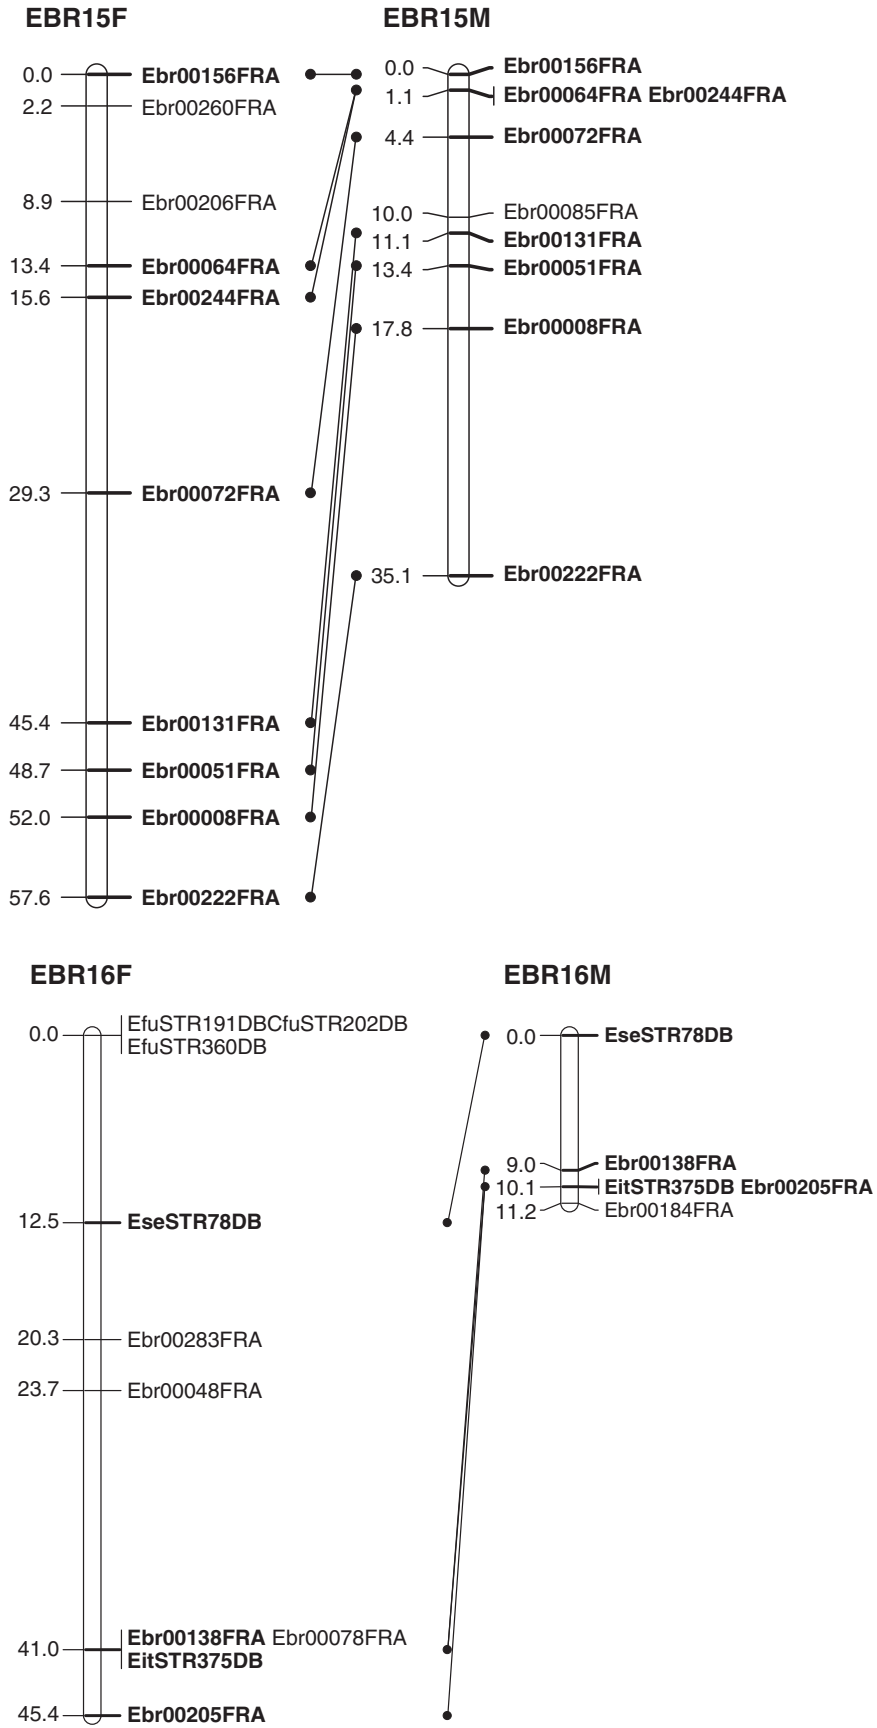 EBR15F
0.0 Ebr00156FRA
2.2 Ebr00260FRA
8.9 Ebr00206FRA
13.4 Ebr00064FRA
15.6 Ebr00244FRA
29.3 Ebr00072FRA
45.4 Ebr00131FRA
48.7 Ebr00051FRA
52.0 Ebr00008FRA
57.6 Ebr00222FRA
EBR15M
0.0 Ebr00156FRA
1.1 Ebr00064FRA Ebr00244FRA
4.4 Ebr00072FRA
10.0 Ebr00085FRA
11.1 Ebr00131FRA
13.4 Ebr00051FRA
17.8 Ebr00008FRA
35.1 Ebr00222FRA
EBR16F
0.0 EfuSTR191DBCfuSTR202DB
EfuSTR360DB
12.5 EseSTR78DB
20.3 Ebr00283FRA
23.7 Ebr00048FRA
41.0 Ebr00138FRA Ebr00078FRA
EitSTR375DB
45.4 Ebr00205FRA
EBR16M
0.0 EseSTR78DB
9.0 Ebr00138FRA
10.1 EitSTR375DB Ebr00205FRA
11.2 Ebr00184FRA